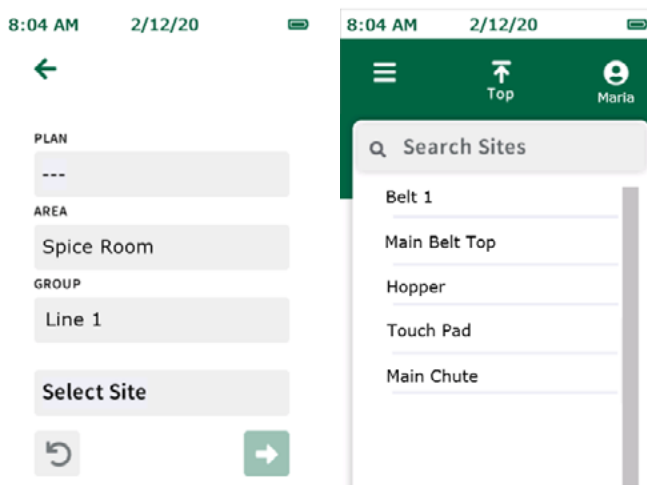 8:04 AM 2/12/20
PLAN
---
AREA
Spice Room
GROUP
Line 1
Select Site
8:04 AM 2/12/20
Top
Maria
Search Sites
Belt 1
Main Belt Top
Hopper
Touch Pad
Main Chute